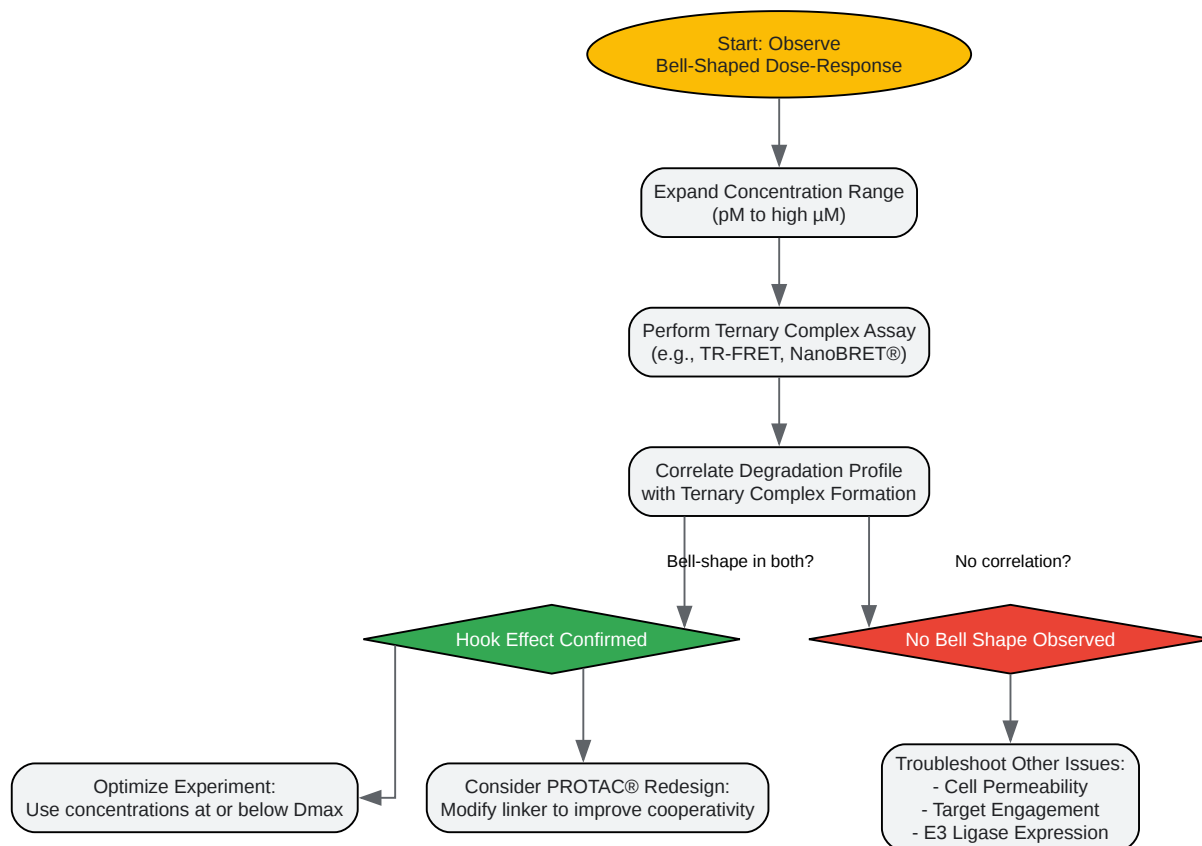 Start: Observe
Bell-Shaped Dose-Response
Expand Concentration Range
(pM to high µM)
Perform Ternary Complex Assay
(e.g., TR-FRET, NanoBRET®)
Correlate Degradation Profile
with Ternary Complex Formation
Bell-shape in both?
No correlation?
Hook Effect Confirmed
No Bell Shape Observed
Optimize Experiment:
Use concentrations at or below Dmax
Consider PROTAC® Redesign:
Modify linker to improve cooperativity
Troubleshoot Other Issues:
- Cell Permeability
- Target Engagement
- E3 Ligase Expression